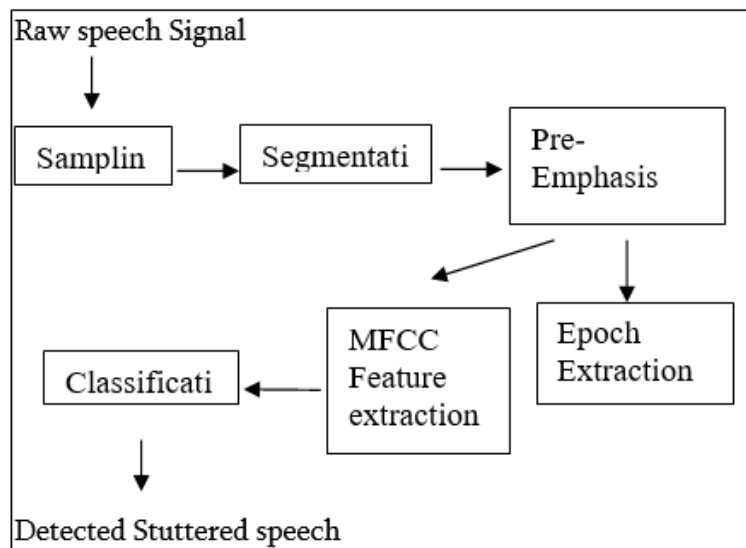 Raw speech Signal
Samplin
Segmentati
Pre-
Emphasis
MFCC
Feature
extraction
Epoch
Extraction
Classificati
Detected Stuttered speech